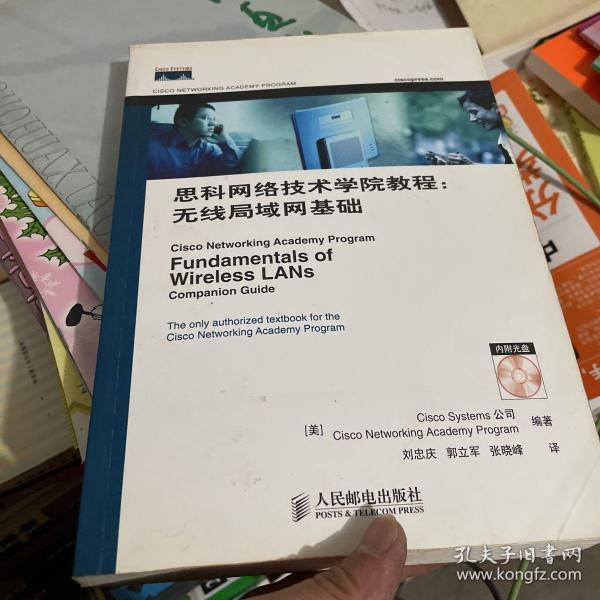 CISCO SYSTEMS
CISCO NETWORKING ACADEMY PROGRAM
ciscopress.com
思科网络技术学院教程:
无线局域网基础
Cisco Networking Academy Program
Fundamentals of
Wireless LANs
Companion Guide
The only authorized textbook for the
Cisco Networking Academy Program
内附光盘
[美]
Cisco Systems 公司
Cisco Networking Academy Program
编著
刘忠庆 郭立军 张晓峰 译
人民邮电出版社
POSTS & TELECOM PRESS
孔夫子旧书网
www.kongfz.com